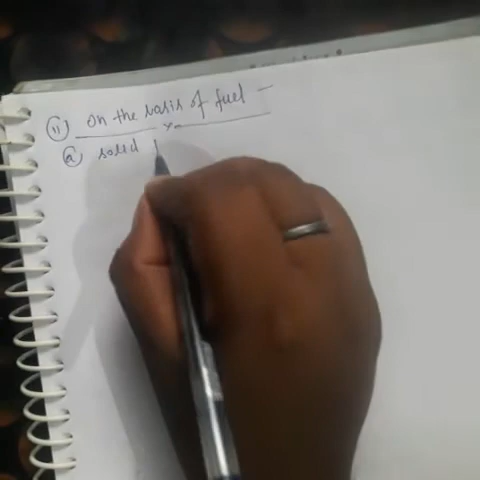 (ii) on the basis of fuel -
(a) solid